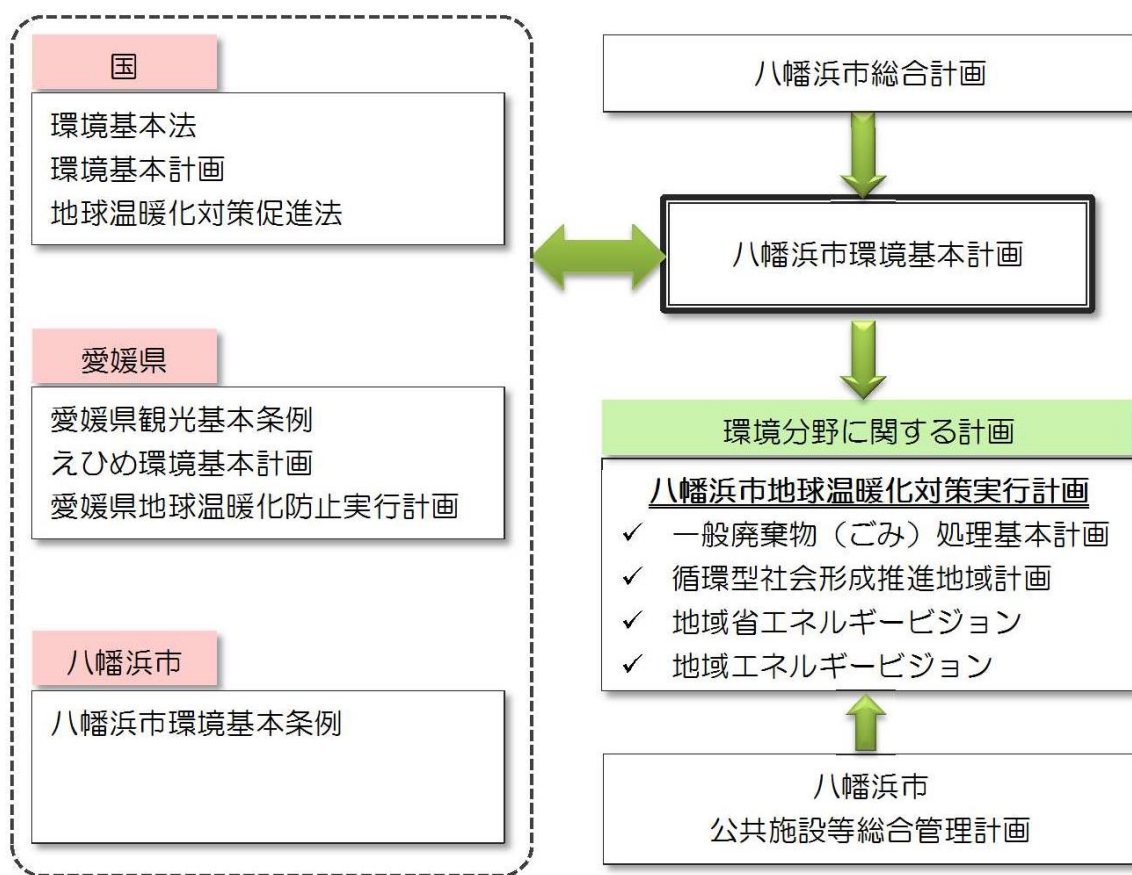 国
環境基本法
環境基本計画
地球温暖化対策促進法
愛媛県
愛媛県観光基本条例
えひめ環境基本計画
愛媛県地球温暖化防止実行計画
八幡浜市
八幡浜市環境基本条例
八幡浜市総合計画
八幡浜市環境基本計画
環境分野に関する計画
八幡浜市地球温暖化対策実行計画
✓ 一般廃棄物（ごみ）処理基本計画
✓ 循環型社会形成推進地域計画
✓ 地域省エネルギービジョン
✓ 地域エネルギービジョン
八幡浜市
公共施設等総合管理計画